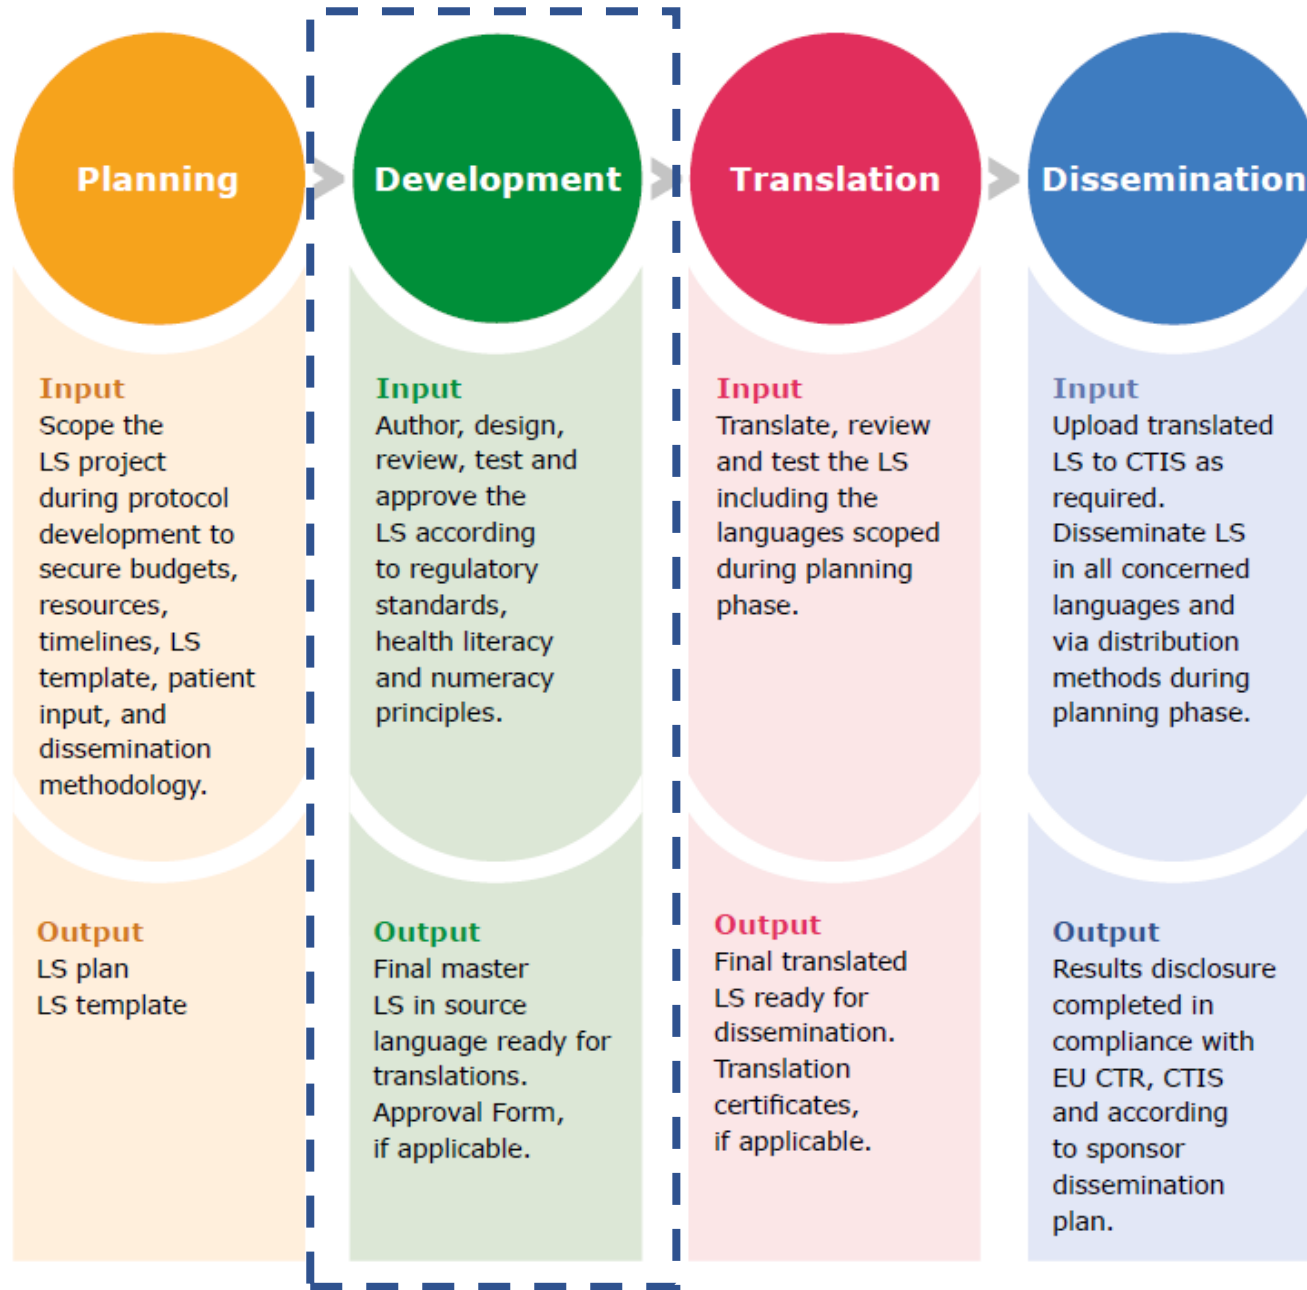 Planning
Development
Translation
Dissemination
Input
Scope the
LS project
during protocol
development to
secure budgets,
resources,
timelines, LS
template, patient
input, and
dissemination
methodology.
Output
LS plan
LS template
Input
Author, design,
review, test and
approve the
LS according
to regulatory
standards,
health literacy
and numeracy
principles.
Output
Final master
LS in source
language ready for
translations.
Approval Form,
if applicable.
Input
Translate, review
and test the LS
including the
languages scoped
during planning
phase.
Output
Final translated
LS ready for
dissemination.
Translation
certificates,
if applicable.
Input
Upload translated
LS to CTIS as
required.
Disseminate LS
in all concerned
languages and
via distribution
methods during
planning phase.
Output
Results disclosure
completed in
compliance with
EU CTR, CTIS
and according
to sponsor
dissemination
plan.